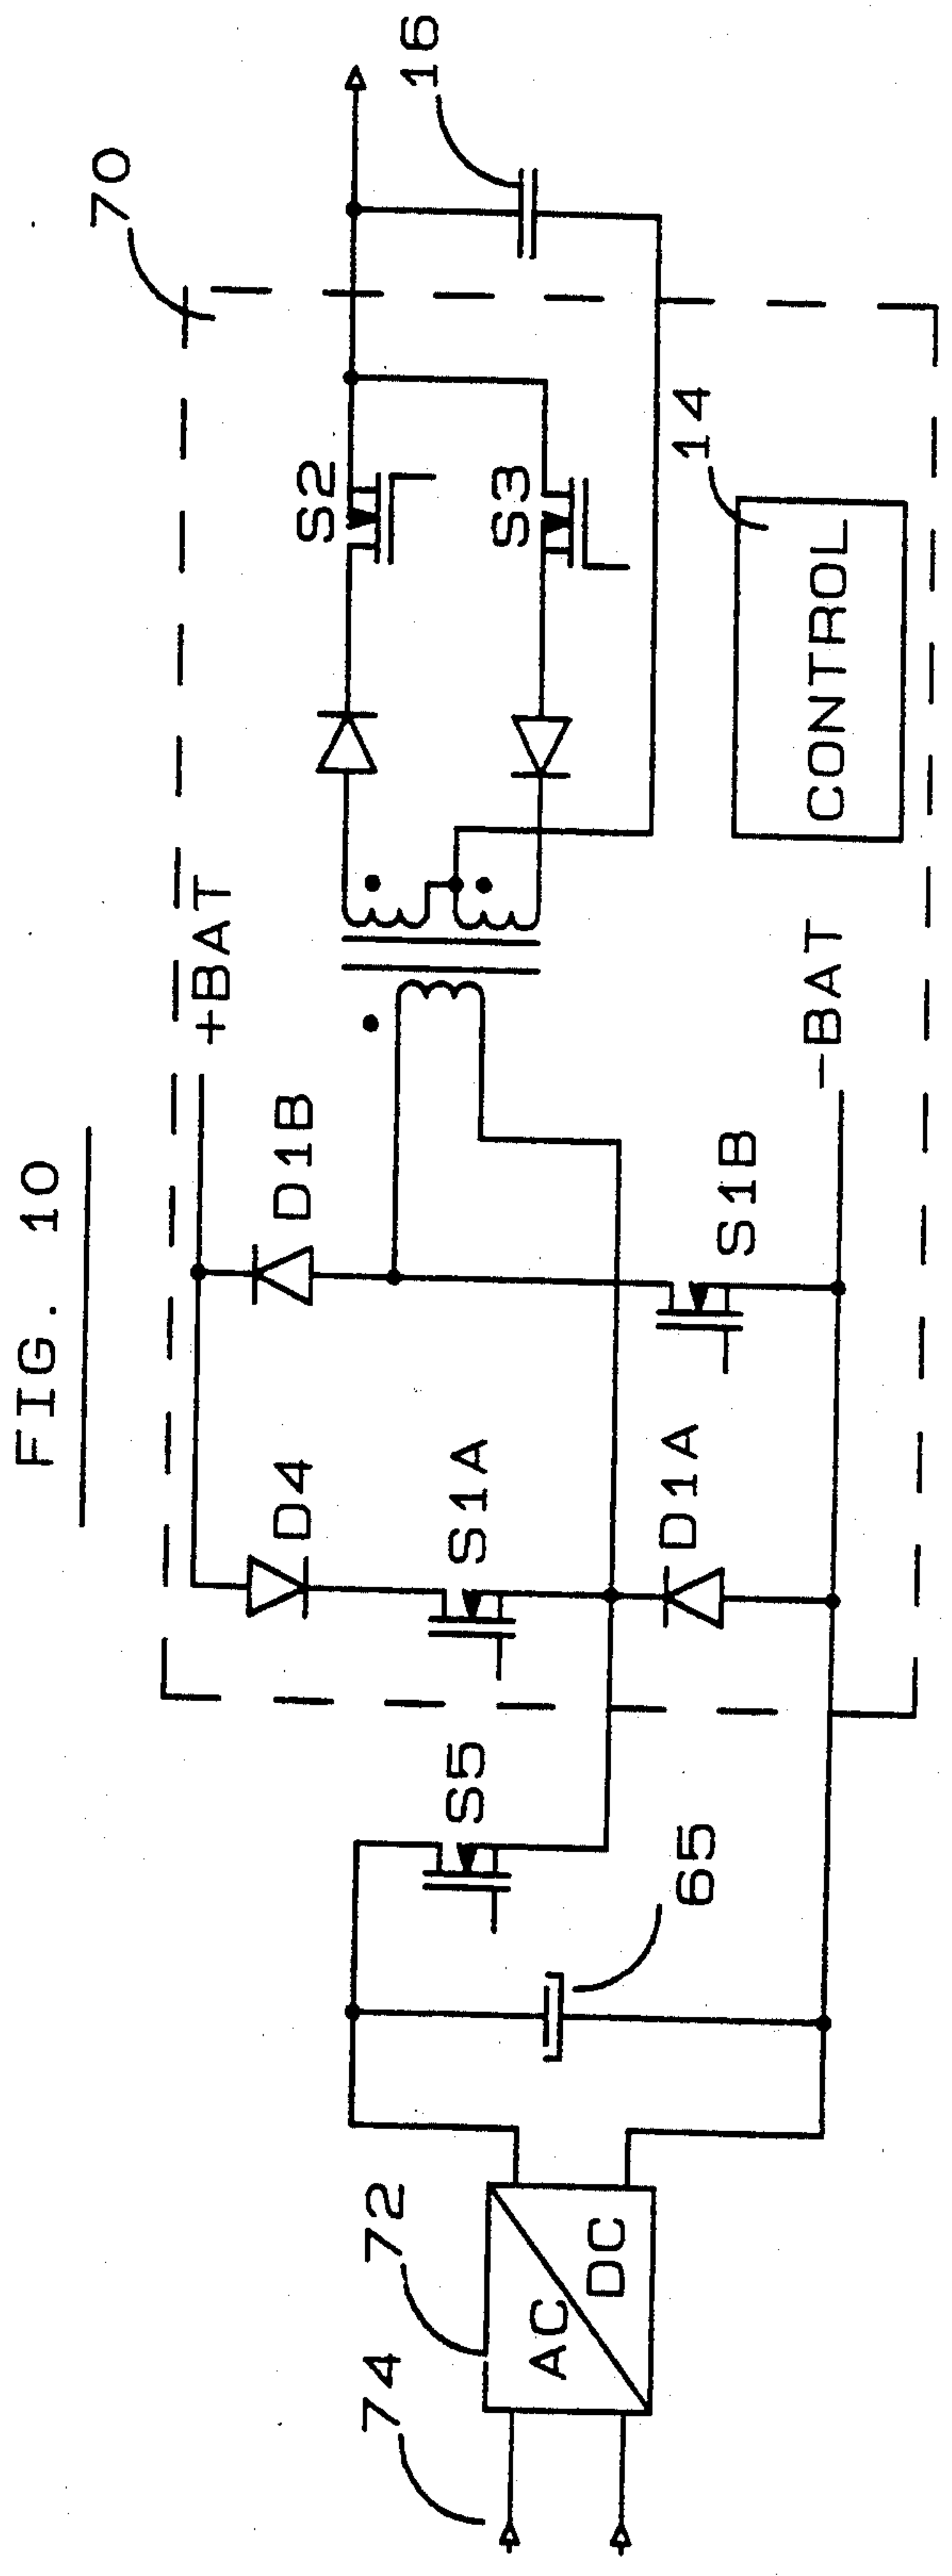 FIG. 10
70
+BAT
D4
D1B
S2
16
S5
S1A
S3
74
72
AC
DC
65
D1A
S1B
-BAT
14
CONTROL